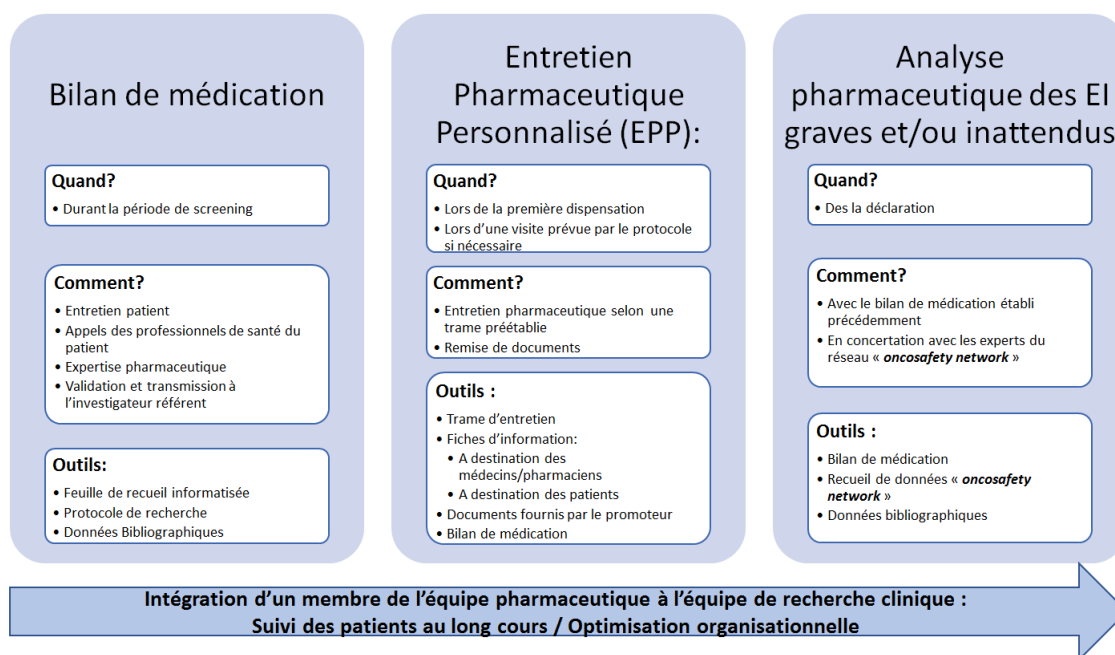 Bilan de médication
Quand?
• Durant la période de screening
Comment?
• Entretien patient
• Appels des professionnels de santé du
patient
• Expertise pharmaceutique
• Validation et transmission à
l’investigateur référent
Outils:
• Feuille de recueil informatisée
• Protocole de recherche
• Données Bibliographiques
Entretien
Pharmaceutique
Personnalisé (EPP):
Quand?
• Lors de la première dispensation
• Lors d’une visite prévue par le protocole
si nécessaire
Comment?
• Entretien pharmaceutique selon une
trame préétablie
• Remise de documents
Outils :
• Trame d’entretien
• Fiches d’information:
• A destination des
médecins/pharmaciens
• A destination des patients
• Documents fournis par le promoteur
• Bilan de médication
Analyse
pharmaceutique des EI
graves et/ou inattendus
Quand?
• Des la déclaration
Comment?
• Avec le bilan de médication établi
précédemment
• En concertation avec les experts du
réseau « oncosafety network »
Outils :
• Bilan de médication
• Recueil de données « oncosafety
network »
• Données bibliographiques
Intégration d’un membre de l’équipe pharmaceutique à l’équipe de recherche clinique :
Suivi des patients au long cours / Optimisation organisationnelle